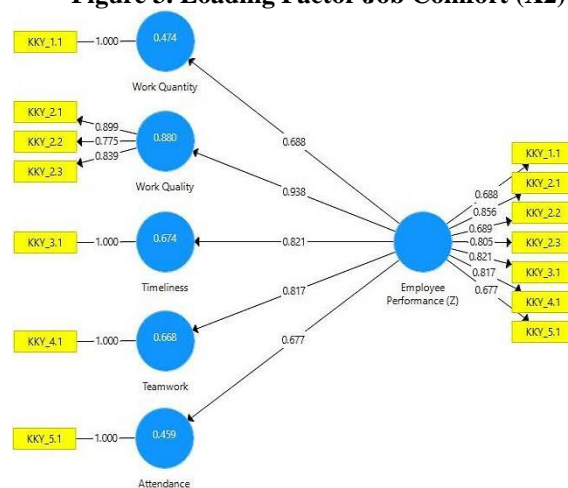 Figure 3. Loading Factor Job Comfort (X2)
KKY_1.1
1.000
0.474
Work Quantity
KKY_2.1
KKY_2.2
KKY_2.3
0.899
0.775
0.839
0.880
Work Quality
KKY_3.1
1.000
0.674
Timeliness
KKY_4.1
1.000
0.668
Teamwork
KKY_5.1
1.000
0.459
Attendance
0.688
0.938
0.821
0.817
0.677
Employee
Performance (Z)
0.688
0.856
0.689
0.805
0.821
0.817
0.677
KKY_1.1
KKY_2.1
KKY_2.2
KKY_2.3
KKY_3.1
KKY_4.1
KKY_5.1